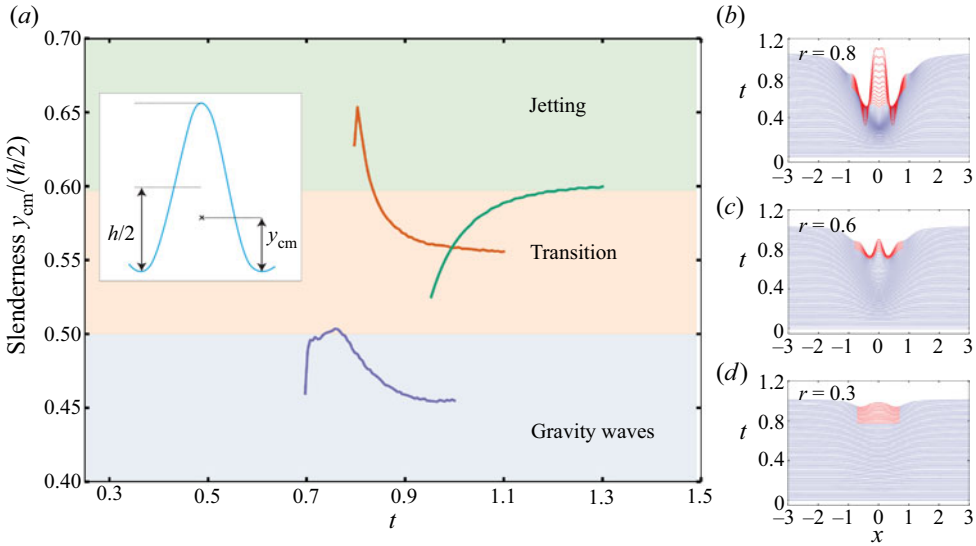 (a)
0.70
0.65
0.60
0.55
0.50
0.45
0.40
Slenderness y_cm/(h/2)
0.3 0.5 0.7 0.9 1.1 1.3 1.5
t
h/2
y_cm
Jetting
Transition
Gravity waves
(b)
r = 0.8
1.2
0.8
0.4
0
t
–3 –2 –1 0 1 2 3
(c)
r = 0.6
1.2
0.8
0.4
0
t
–3 –2 –1 0 1 2 3
(d)
r = 0.3
1.2
0.8
0.4
0
t
–3 –2 –1 0 1 2 3
x